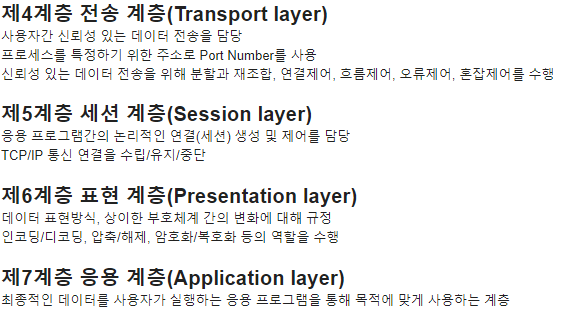 제4계층 전송 계층(Transport layer)
사용자간 신뢰성 있는 데이터 전송을 담당
프로세스를 특정하기 위한 주소로 Port Number를 사용
신뢰성 있는 데이터 전송을 위해 분할과 재조합, 연결제어, 흐름제어, 오류제어, 혼잡제어를 수행
제5계층 세션 계층(Session layer)
응용 프로그램간의 논리적인 연결(세션) 생성 및 제어를 담당
TCP/IP 통신 연결을 수립/유지/중단
제6계층 표현 계층(Presentation layer)
데이터 표현방식, 상이한 부호체계 간의 변화에 대해 규정
인코딩/디코딩, 압축/해제, 암호화/복호화 등의 역할을 수행
제7계층 응용 계층(Application layer)
최종적인 데이터를 사용자가 실행하는 응용 프로그램을 통해 목적에 맞게 사용하는 계층